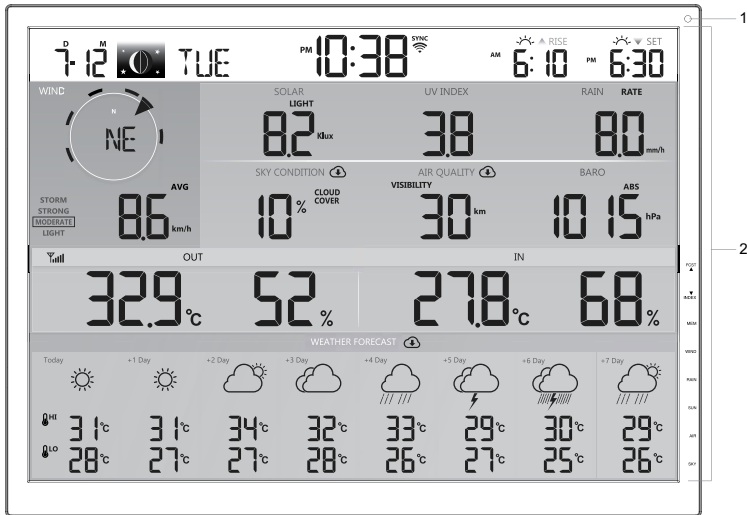 1
2
D M
7-12 TUE
PM 10:38 SYNC
RISE
AM 6:10
SET
PM 6:30
WIND
N
NE
AVG
8.6 km/h
STORM
STRONG
MODERATE
LIGHT
SOLAR
LIGHT
8.2 Klux
UV INDEX
3.8
RAIN RATE
8.0 mm/h
SKY CONDITION
10 % CLOUD
COVER
AIR QUALITY
VISIBILITY
30 km
BARO
ABS
1015 hPa
OUT
32.9°C 52%
IN
27.8°C 68%
WEATHER FORECAST
Today +1 Day +2 Day +3 Day +4 Day +5 Day +6 Day +7 Day
HI 31°C 31°C 34°C 32°C 33°C 29°C 30°C 29°C
LO 28°C 27°C 27°C 28°C 26°C 27°C 25°C 26°C
FCST
INDEX
MEM
WIND
RAIN
SUN
AIR
SKY